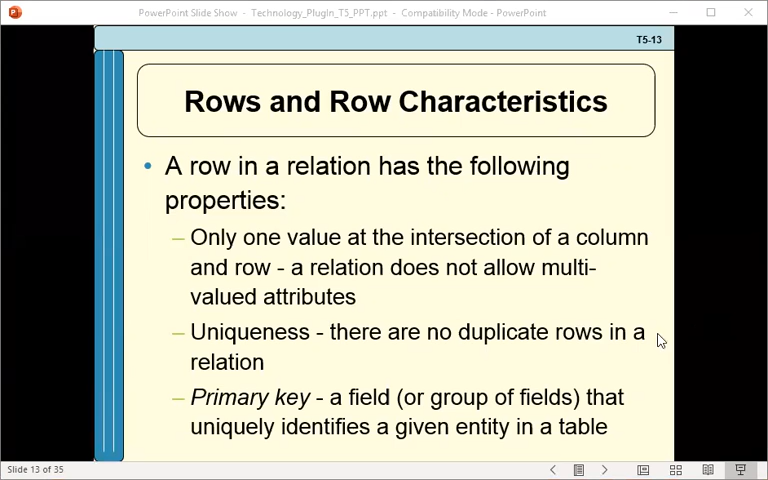 PowerPoint Slide Show - Technology_PlugIn_T5_PPT.ppt - Compatibility Mode - PowerPoint
T5-13
Rows and Row Characteristics
• A row in a relation has the following
properties:
– Only one value at the intersection of a column
and row - a relation does not allow multi-
valued attributes
– Uniqueness - there are no duplicate rows in a
relation
– Primary key - a field (or group of fields) that
uniquely identifies a given entity in a table
Slide 13 of 35